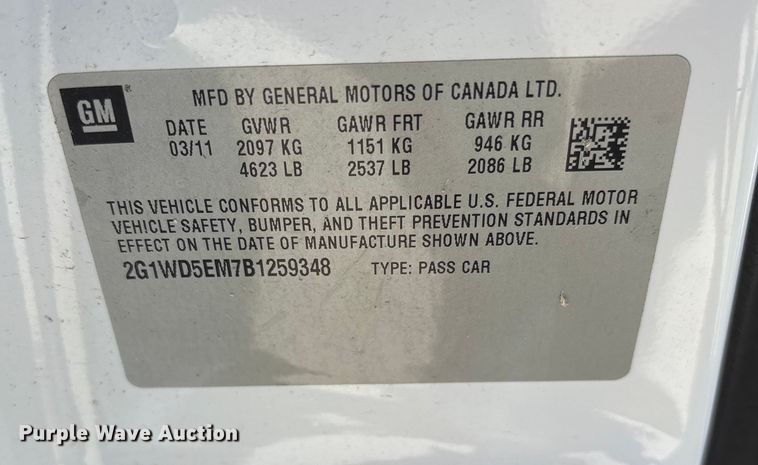 GM
MFD BY GENERAL MOTORS OF CANADA LTD.
DATE GVWR GAWR FRT GAWR RR
03/11 2097 KG 1151 KG 946 KG
4623 LB 2537 LB 2086 LB
THIS VEHICLE CONFORMS TO ALL APPLICABLE U.S. FEDERAL MOTOR
VEHICLE SAFETY, BUMPER, AND THEFT PREVENTION STANDARDS IN
EFFECT ON THE DATE OF MANUFACTURE SHOWN ABOVE.
2G1WD5EM7B1259348 TYPE: PASS CAR
Purple Wave Auction